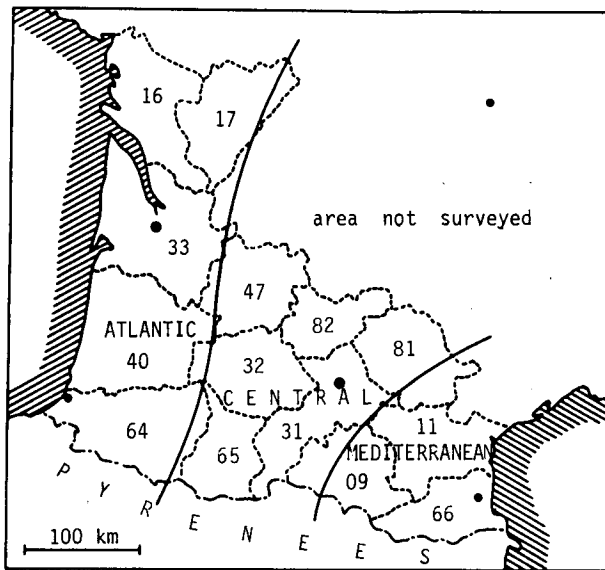 16
17
area not surveyed
33
47
82
ATLANTIC
81
40
32
CENTRAL
64
65
31
11
MEDITERRANEAN
09
66
PYRENEES
100 km